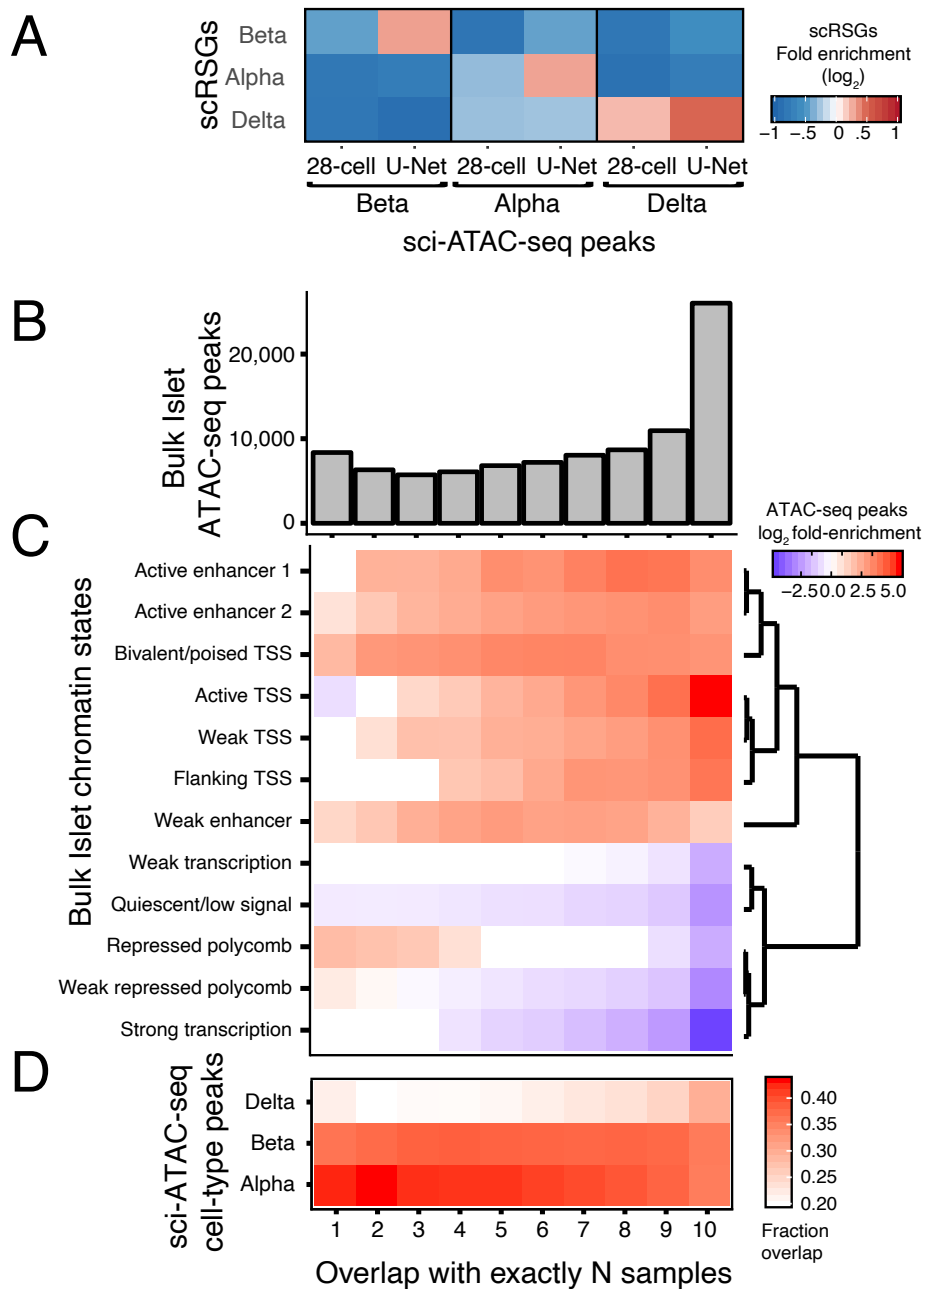 A
scRSGs
Beta
Alpha
Delta
28-cell U-Net 28-cell U-Net 28-cell U-Net
Beta Alpha Delta
sci-ATAC-seq peaks
scRSGs
Fold enrichment
(log2)
−1 −.5 0 .5 1
B
Bulk Islet
ATAC-seq peaks
20,000
10,000
0
C
ATAC-seq peaks
log2 fold-enrichment
−2.5 0.0 2.5 5.0
Bulk Islet chromatin states
Active enhancer 1
Active enhancer 2
Bivalent/poised TSS
Active TSS
Weak TSS
Flanking TSS
Weak enhancer
Weak transcription
Quiescent/low signal
Repressed polycomb
Weak repressed polycomb
Strong transcription
D
sci-ATAC-seq
cell-type peaks
Delta
Beta
Alpha
1 2 3 4 5 6 7 8 9 10
Overlap with exactly N samples
0.40
0.35
0.30
0.25
0.20
Fraction
overlap